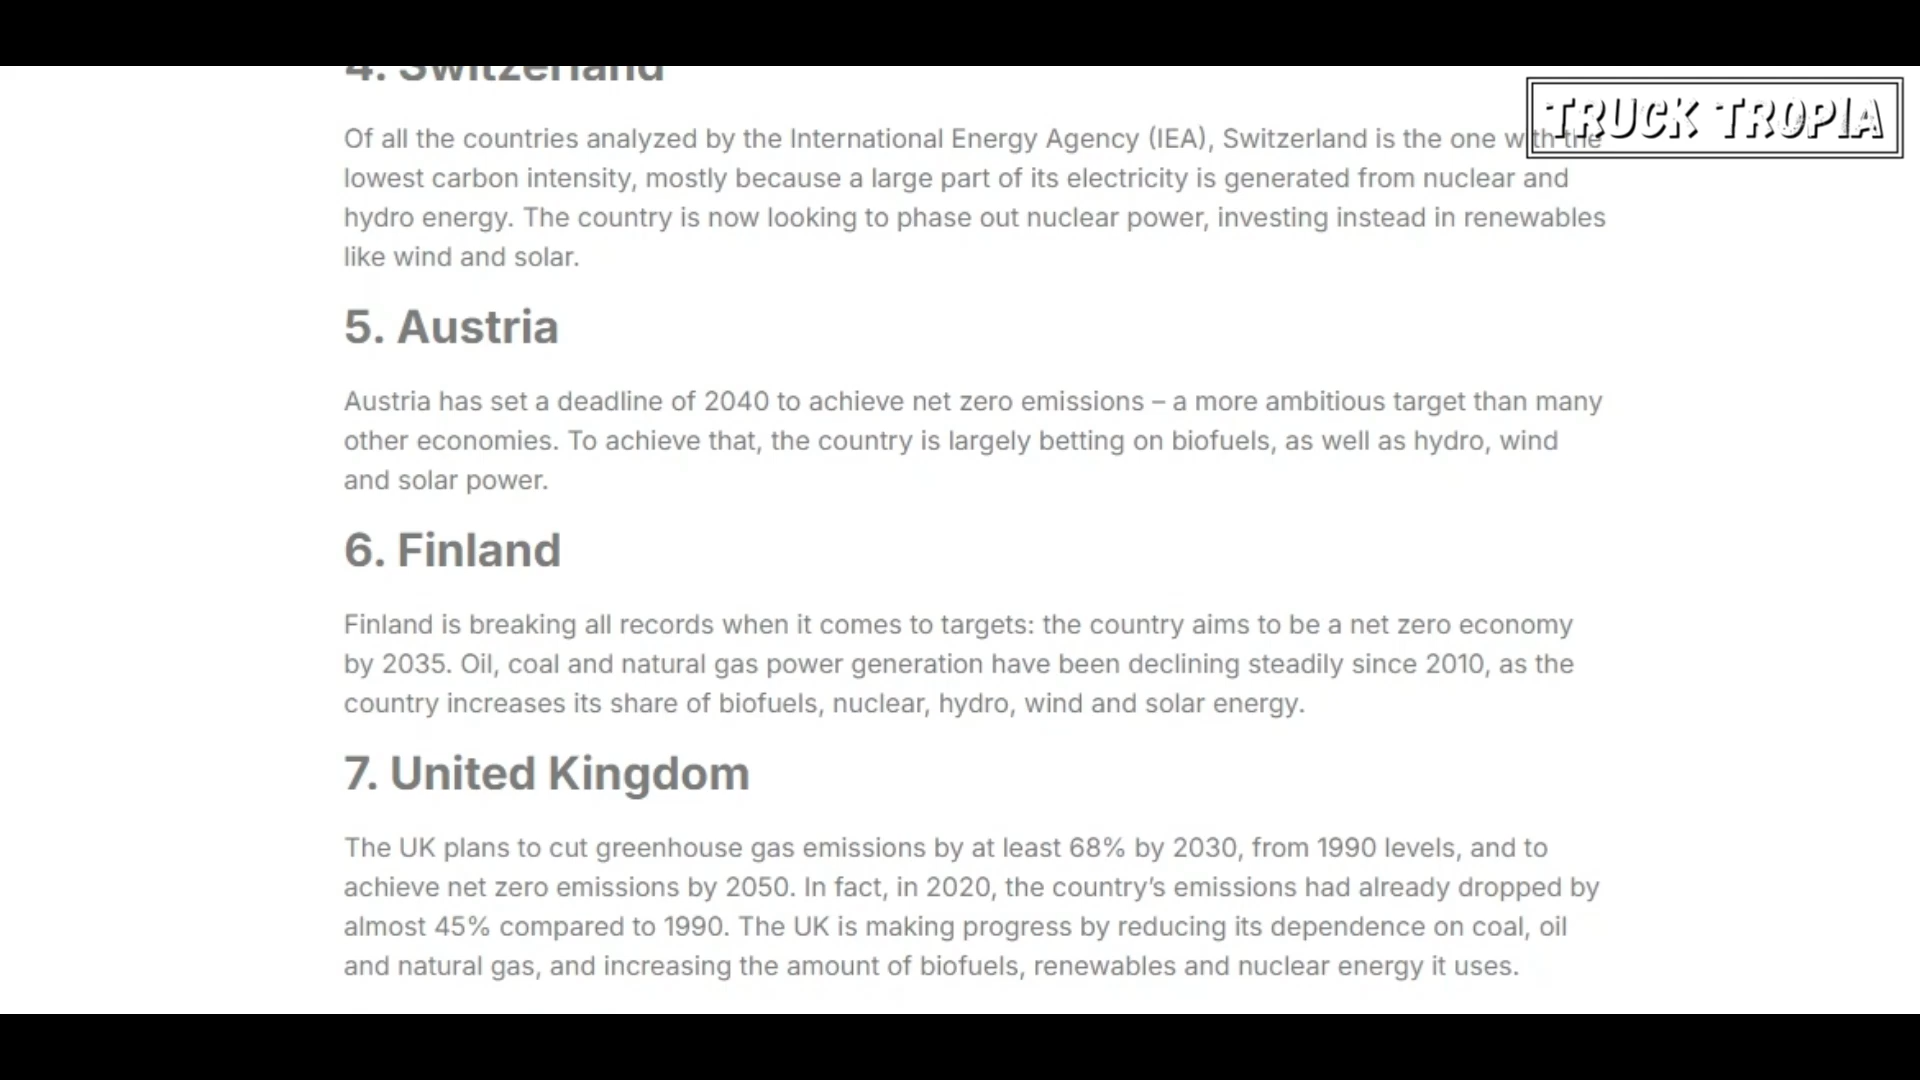 4. Switzerland
TRUCK TROPIA
Of all the countries analyzed by the International Energy Agency (IEA), Switzerland is the one with the
lowest carbon intensity, mostly because a large part of its electricity is generated from nuclear and
hydro energy. The country is now looking to phase out nuclear power, investing instead in renewables
like wind and solar.
5. Austria
Austria has set a deadline of 2040 to achieve net zero emissions – a more ambitious target than many
other economies. To achieve that, the country is largely betting on biofuels, as well as hydro, wind
and solar power.
6. Finland
Finland is breaking all records when it comes to targets: the country aims to be a net zero economy
by 2035. Oil, coal and natural gas power generation have been declining steadily since 2010, as the
country increases its share of biofuels, nuclear, hydro, wind and solar energy.
7. United Kingdom
The UK plans to cut greenhouse gas emissions by at least 68% by 2030, from 1990 levels, and to
achieve net zero emissions by 2050. In fact, in 2020, the country’s emissions had already dropped by
almost 45% compared to 1990. The UK is making progress by reducing its dependence on coal, oil
and natural gas, and increasing the amount of biofuels, renewables and nuclear energy it uses.